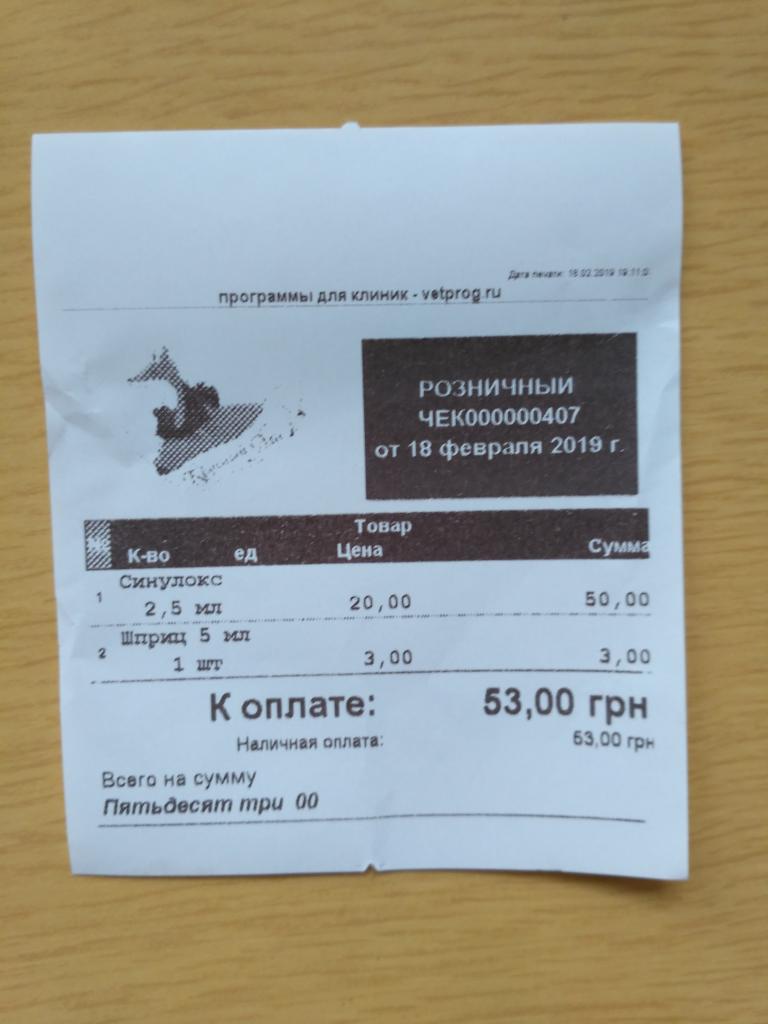 Дата печати: 18.02.2019 19:11:0
программы для клиник - vetprog.ru
РОЗНИЧНЫЙ
ЧЕК000000407
от 18 февраля 2019 г.
Товар
№ К-во ед Цена Сумма
Синулокс
1 2,5 мл 20,00 50,00
Шприц 5 мл
2 1 шт 3,00 3,00
К оплате: 53,00 грн
Наличная оплата: 53,00 грн
Всего на сумму
Пятьдесят три 00